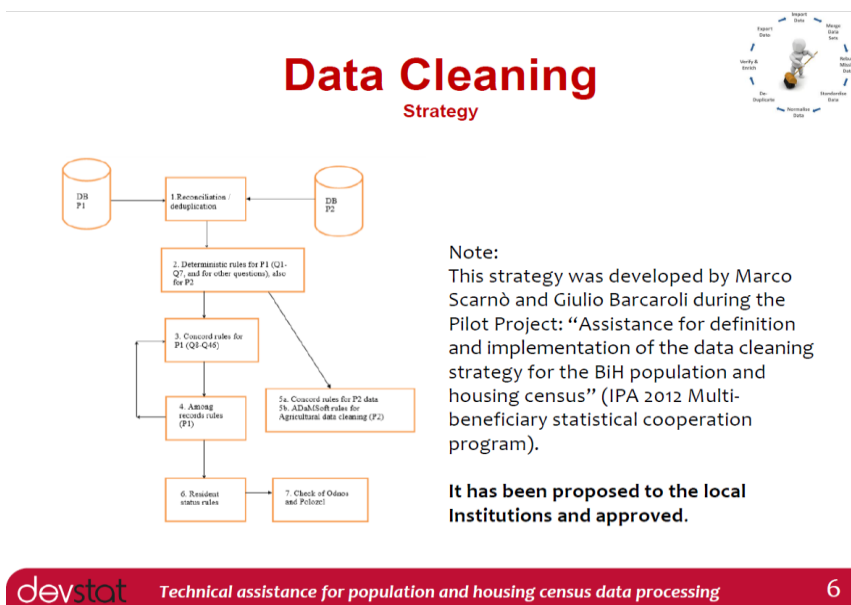 Import
Data
Merge
Data
Sets
Standardise
Data
Normalise
Data
De-
Duplicate
Verify &
Enrich
Export
Data
Data Cleaning
Strategy
DB
P1
1.Reconciliation /
deduplication
DB
P2
2. Deterministic rules for P1 (Q1-
Q7, and for other questions), also
for P2
3. Concord rules for
P1 (Q8-Q46)
4. Among
records rules
(P1)
5a. Concord rules for P2 data
5b. ADaMSoft rules for
Agricultural data cleaning (P2)
6. Resident
status rules
7. Check of Odnos
and Polozel
Note:
This strategy was developed by Marco
Scarnò and Giulio Barcaroli during the
Pilot Project: “Assistance for definition
and implementation of the data cleaning
strategy for the BiH population and
housing census” (IPA 2012 Multi-
beneficiary statistical cooperation
program).
It has been proposed to the local
Institutions and approved.
devstat
Technical assistance for population and housing census data processing
6